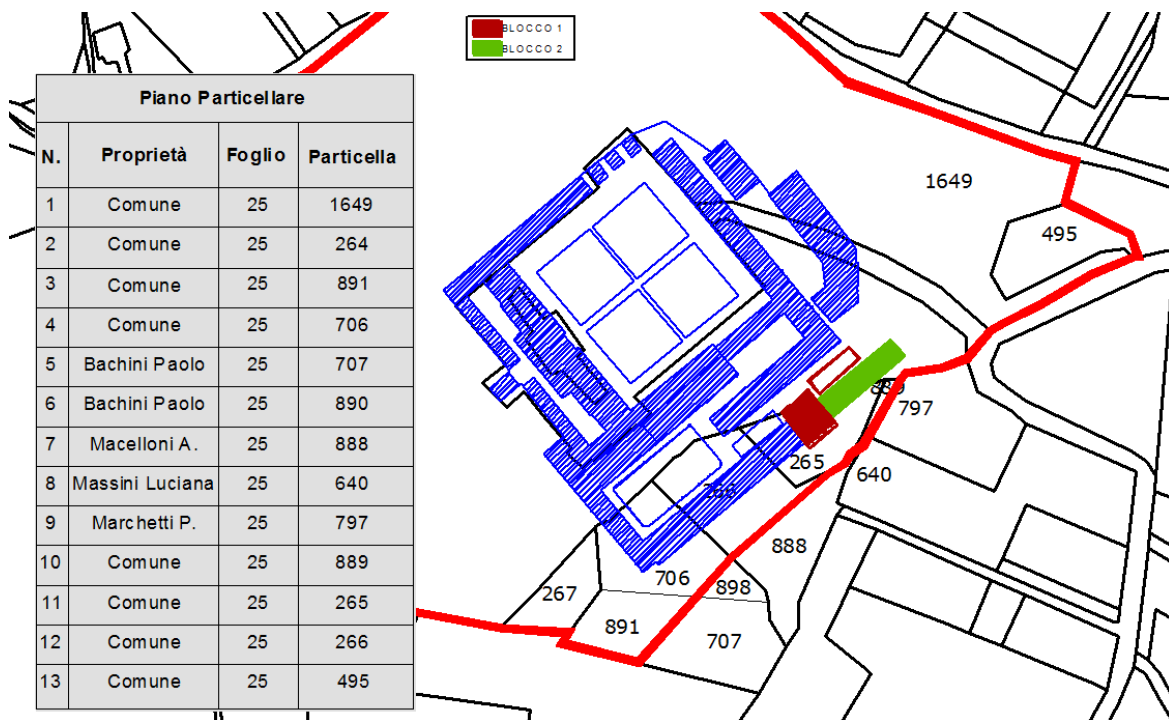 BLOCCO 1
BLOCCO 2
Piano Particellare
N. Proprietà Foglio Particella
1 Comune 25 1649
2 Comune 25 264
3 Comune 25 891
4 Comune 25 706
5 Bachini Paolo 25 707
6 Bachini Paolo 25 890
7 Macelloni A. 25 888
8 Massini Luciana 25 640
9 Marchetti P. 25 797
10 Comune 25 889
11 Comune 25 265
12 Comune 25 266
13 Comune 25 495
1649
495
889
797
265
640
266
888
706
898
267
891
707